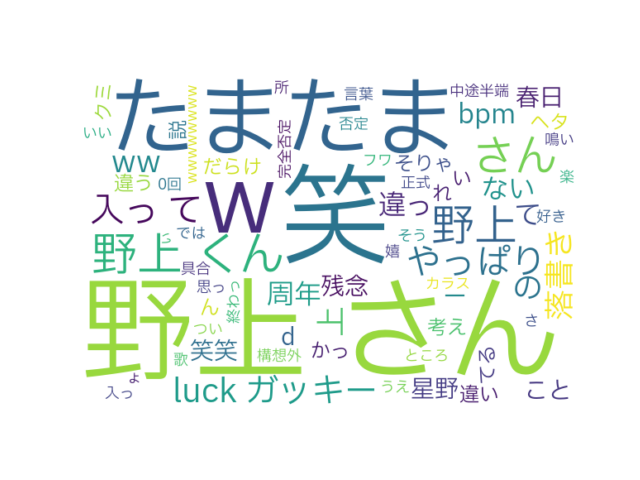 たまたま
笑
w
野上さん
野上くん
野上
さん
やっぱり
の
入って
luck
ガッキー
bpm
春日
ヘタ
ない
い
れ
て
違っ
落書き
ww
違う
0回
だらけ
説
wwwwwwww
クミ
いい
所
言葉
否定
完全否定
中途半端
鳴い
楽
フワ
そりゃ
正式
そう
嬉
好き
さ
カラス
ー
考え
ところ
てる
こと
星野
違い
うえ
かっ
上
d
周年
残念
構想外
笑笑
終わっ
思っ
具合
では
っ
ん
つい
歌
ょ
入っ